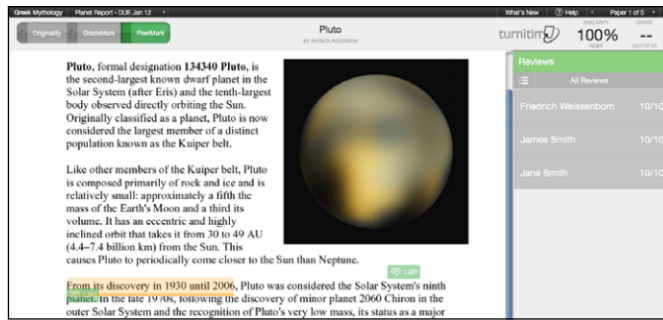 Greek Mythology Planet Report - DUE Jan 12 What's New Help Paper 1 of 5
Originality GradeMark PeerMark
Pluto
BY PATRICK ANDERSON
turnitin
SIMILARITY
100%
INDEX
GRADE
--
OUT OF 20
Pluto, formal designation 134340 Pluto, is
the second-largest known dwarf planet in the
Solar System (after Eris) and the tenth-largest
body observed directly orbiting the Sun.
Originally classified as a planet, Pluto is now
considered the largest member of a distinct
population known as the Kuiper belt.
Like other members of the Kuiper belt, Pluto
is composed primarily of rock and ice and is
relatively small: approximately a fifth the
mass of the Earth's Moon and a third its
volume. It has an eccentric and highly
inclined orbit that takes it from 30 to 49 AU
(4.4–7.4 billion km) from the Sun. This
causes Pluto to periodically come closer to the Sun than Neptune.
From its discovery in 1930 until 2006, Pluto was considered the Solar System's ninth
planet. In the late 1970s, following the discovery of minor planet 2060 Chiron in the
outer Solar System and the recognition of Pluto's very low mass, its status as a major
Reviews
All Reviews
Friedrich Weissenborn 10/10
James Smith 10/10
Jane Smith 10/10